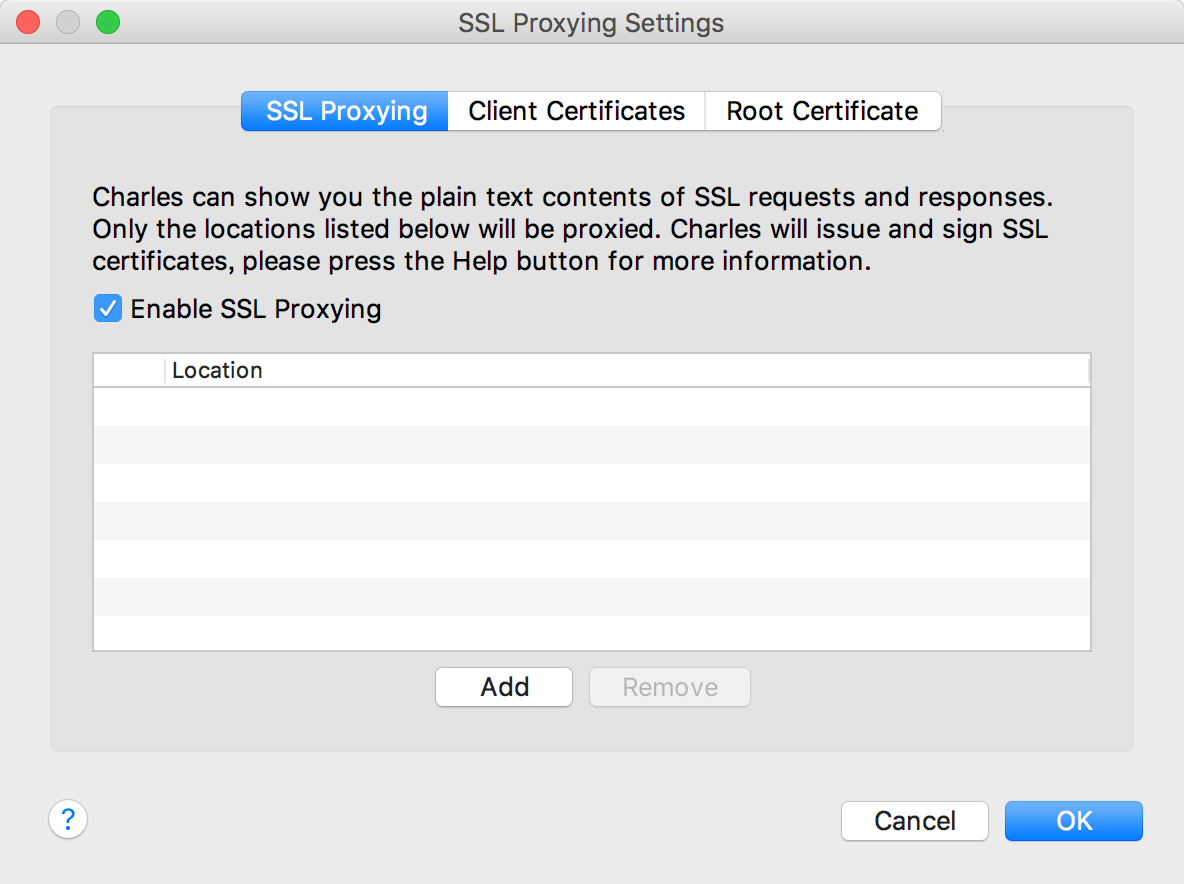 SSL Proxying Settings
SSL Proxying
Client Certificates
Root Certificate
Charles can show you the plain text contents of SSL requests and responses.
Only the locations listed below will be proxied. Charles will issue and sign SSL
certificates, please press the Help button for more information.
Enable SSL Proxying
Location
Add
Remove
?
Cancel
OK